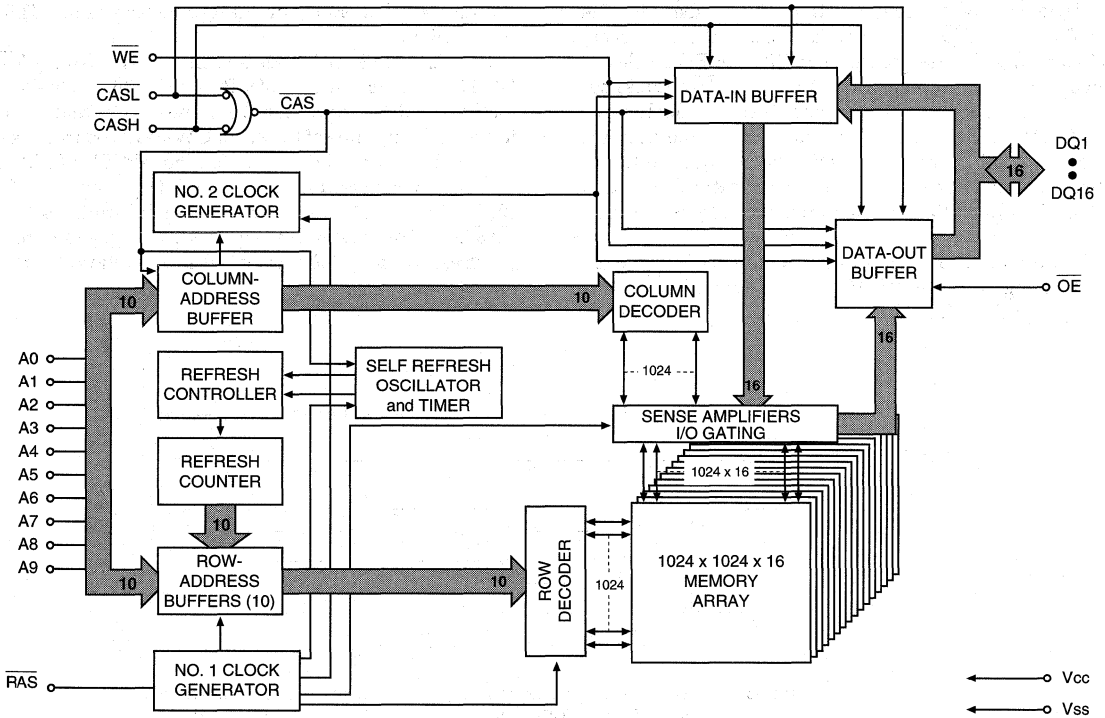 WE
CASL
CASH
CAS
DATA-IN BUFFER
DQ1
16
DQ16
NO. 2 CLOCK
GENERATOR
DATA-OUT
BUFFER
OE
COLUMN-
ADDRESS
BUFFER
10
10
COLUMN
DECODER
16
A0
A1
A2
A3
A4
A5
A6
A7
A8
A9
REFRESH
CONTROLLER
SELF REFRESH
OSCILLATOR
and TIMER
1024
16
SENSE AMPLIFIERS
I/O GATING
REFRESH
COUNTER
1024 x 16
10
ROW-
ADDRESS
BUFFERS (10)
10
10
ROW
DECODER
1024
1024 x 1024 x 16
MEMORY
ARRAY
RAS
NO. 1 CLOCK
GENERATOR
Vcc
Vss